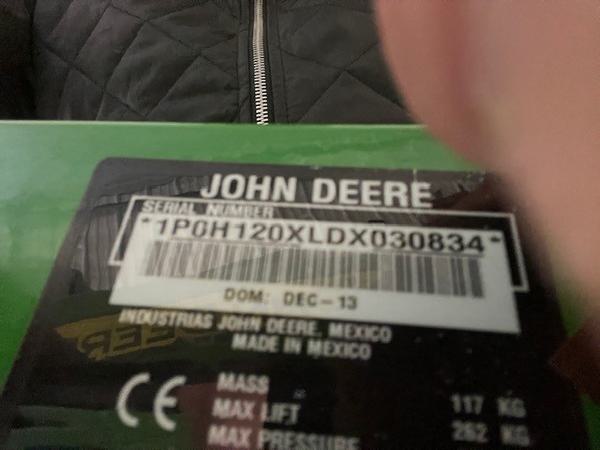 JOHN DEERE
SERIAL NUMBER
*1P0H120XLDX030834*
DOM: DEC-13
INDUSTRIAS JOHN DEERE, MEXICO
MADE IN MEXICO
CE
MASS 117 KG
MAX LIFT 262 KG
MAX PRESSURE